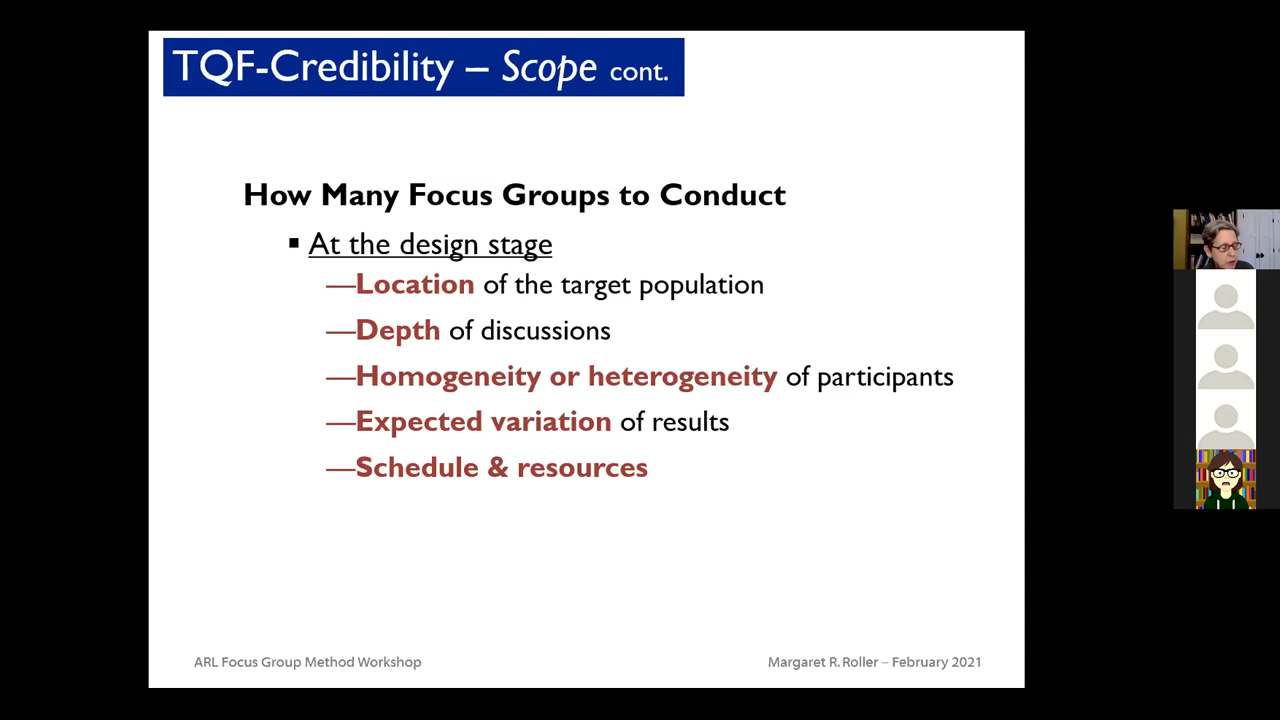 TQF-Credibility – Scope cont.
How Many Focus Groups to Conduct
▪ At the design stage
—Location of the target population
—Depth of discussions
—Homogeneity or heterogeneity of participants
—Expected variation of results
—Schedule & resources
ARL Focus Group Method Workshop
Margaret R. Roller – February 2021